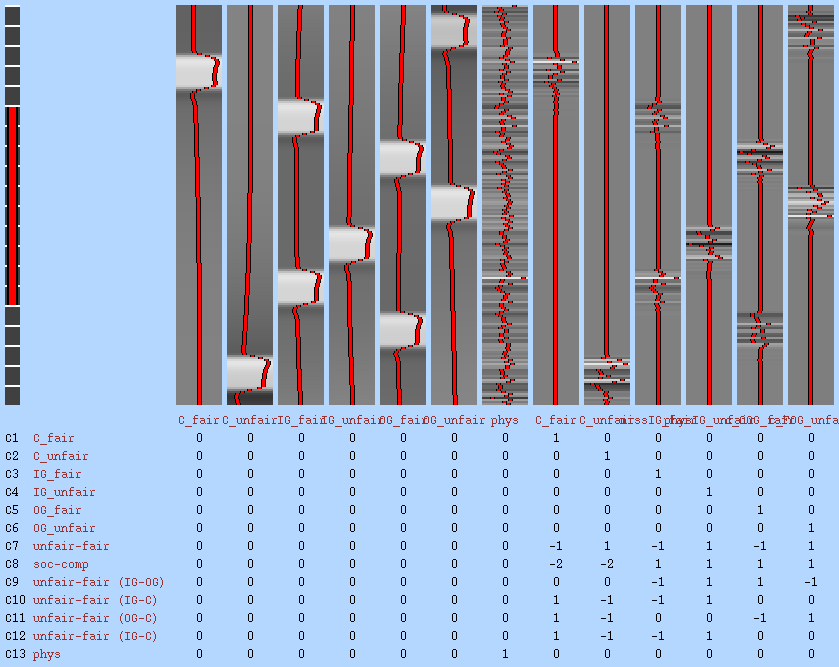 C_fair C_unfair IG_fair IG_unfair OG_fair OG_unfair phys C_fair
C1 C_fair 0 0 0 0 0 0 0 1 0 0 0 0 0
C2 C_unfair 0 0 0 0 0 0 0 0 1 0 0 0 0
C3 IG_fair 0 0 0 0 0 0 0 0 0 1 0 0 0
C4 IG_unfair 0 0 0 0 0 0 0 0 0 0 1 0 0
C5 OG_fair 0 0 0 0 0 0 0 0 0 0 0 1 0
C6 OG_unfair 0 0 0 0 0 0 0 0 0 0 0 0 1
C7 unfair-fair 0 0 0 0 0 0 0 -1 1 -1 1 -1 1
C8 soc-comp 0 0 0 0 0 0 0 -2 -2 1 1 1 1
C9 unfair-fair (IG-OG) 0 0 0 0 0 0 0 0 0 -1 1 1 -1
C10 unfair-fair (IG-C) 0 0 0 0 0 0 0 1 -1 -1 1 0 0
C11 unfair-fair (OG-C) 0 0 0 0 0 0 0 1 -1 0 0 -1 1
C12 unfair-fair (IG-C) 0 0 0 0 0 0 0 1 -1 -1 1 0 0
C13 phys 0 0 0 0 0 0 1 0 0 0 0 0 0